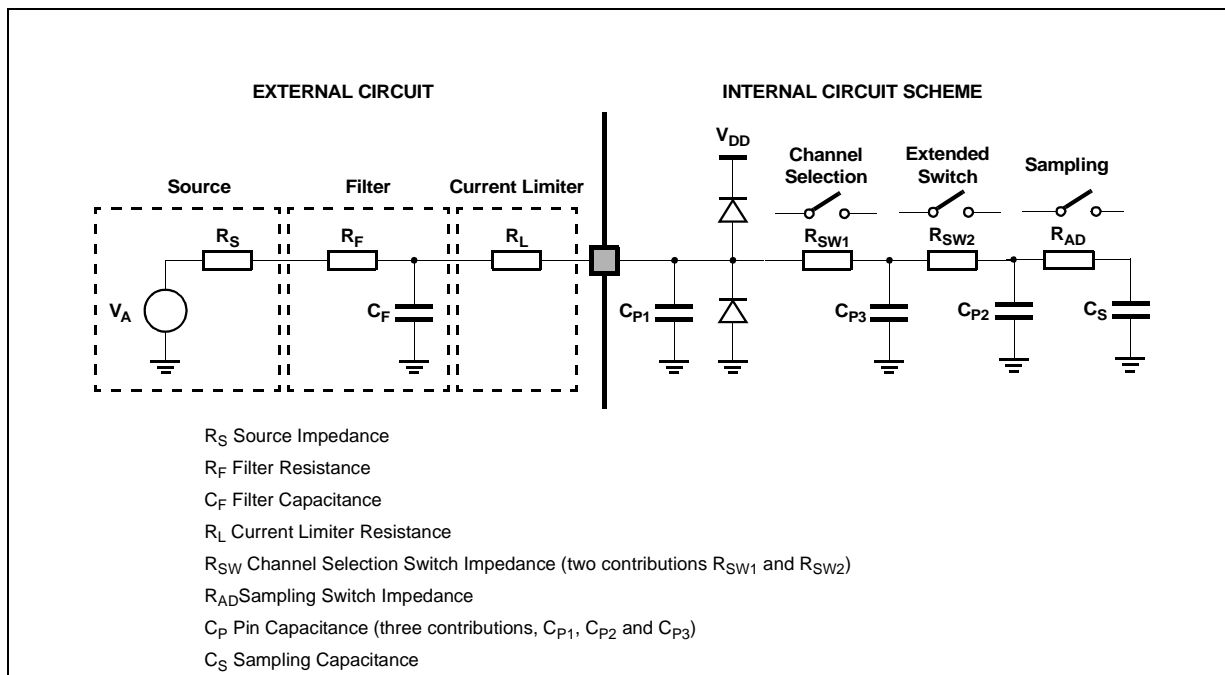 EXTERNAL CIRCUIT
INTERNAL CIRCUIT SCHEME
VDD
Channel
Selection
Extended
Switch
Sampling
Source
Filter
Current Limiter
RS
RF
RL
RSW1
RSW2
RAD
VA
CF
CP1
CP3
CP2
CS
RS Source Impedance
RF Filter Resistance
CF Filter Capacitance
RL Current Limiter Resistance
RSW Channel Selection Switch Impedance (two contributions RSW1 and RSW2)
RADSampling Switch Impedance
CP Pin Capacitance (three contributions, CP1, CP2 and CP3)
CS Sampling Capacitance